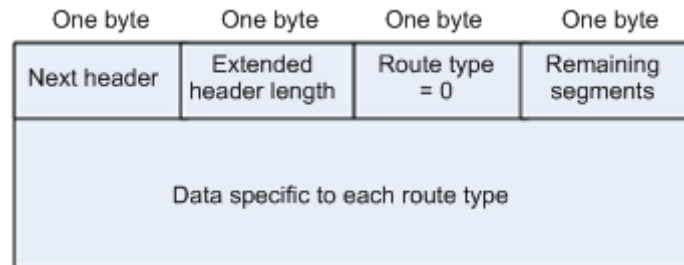 One byte One byte One byte One byte
Next header Extended header length Route type = 0 Remaining segments
Data specific to each route type